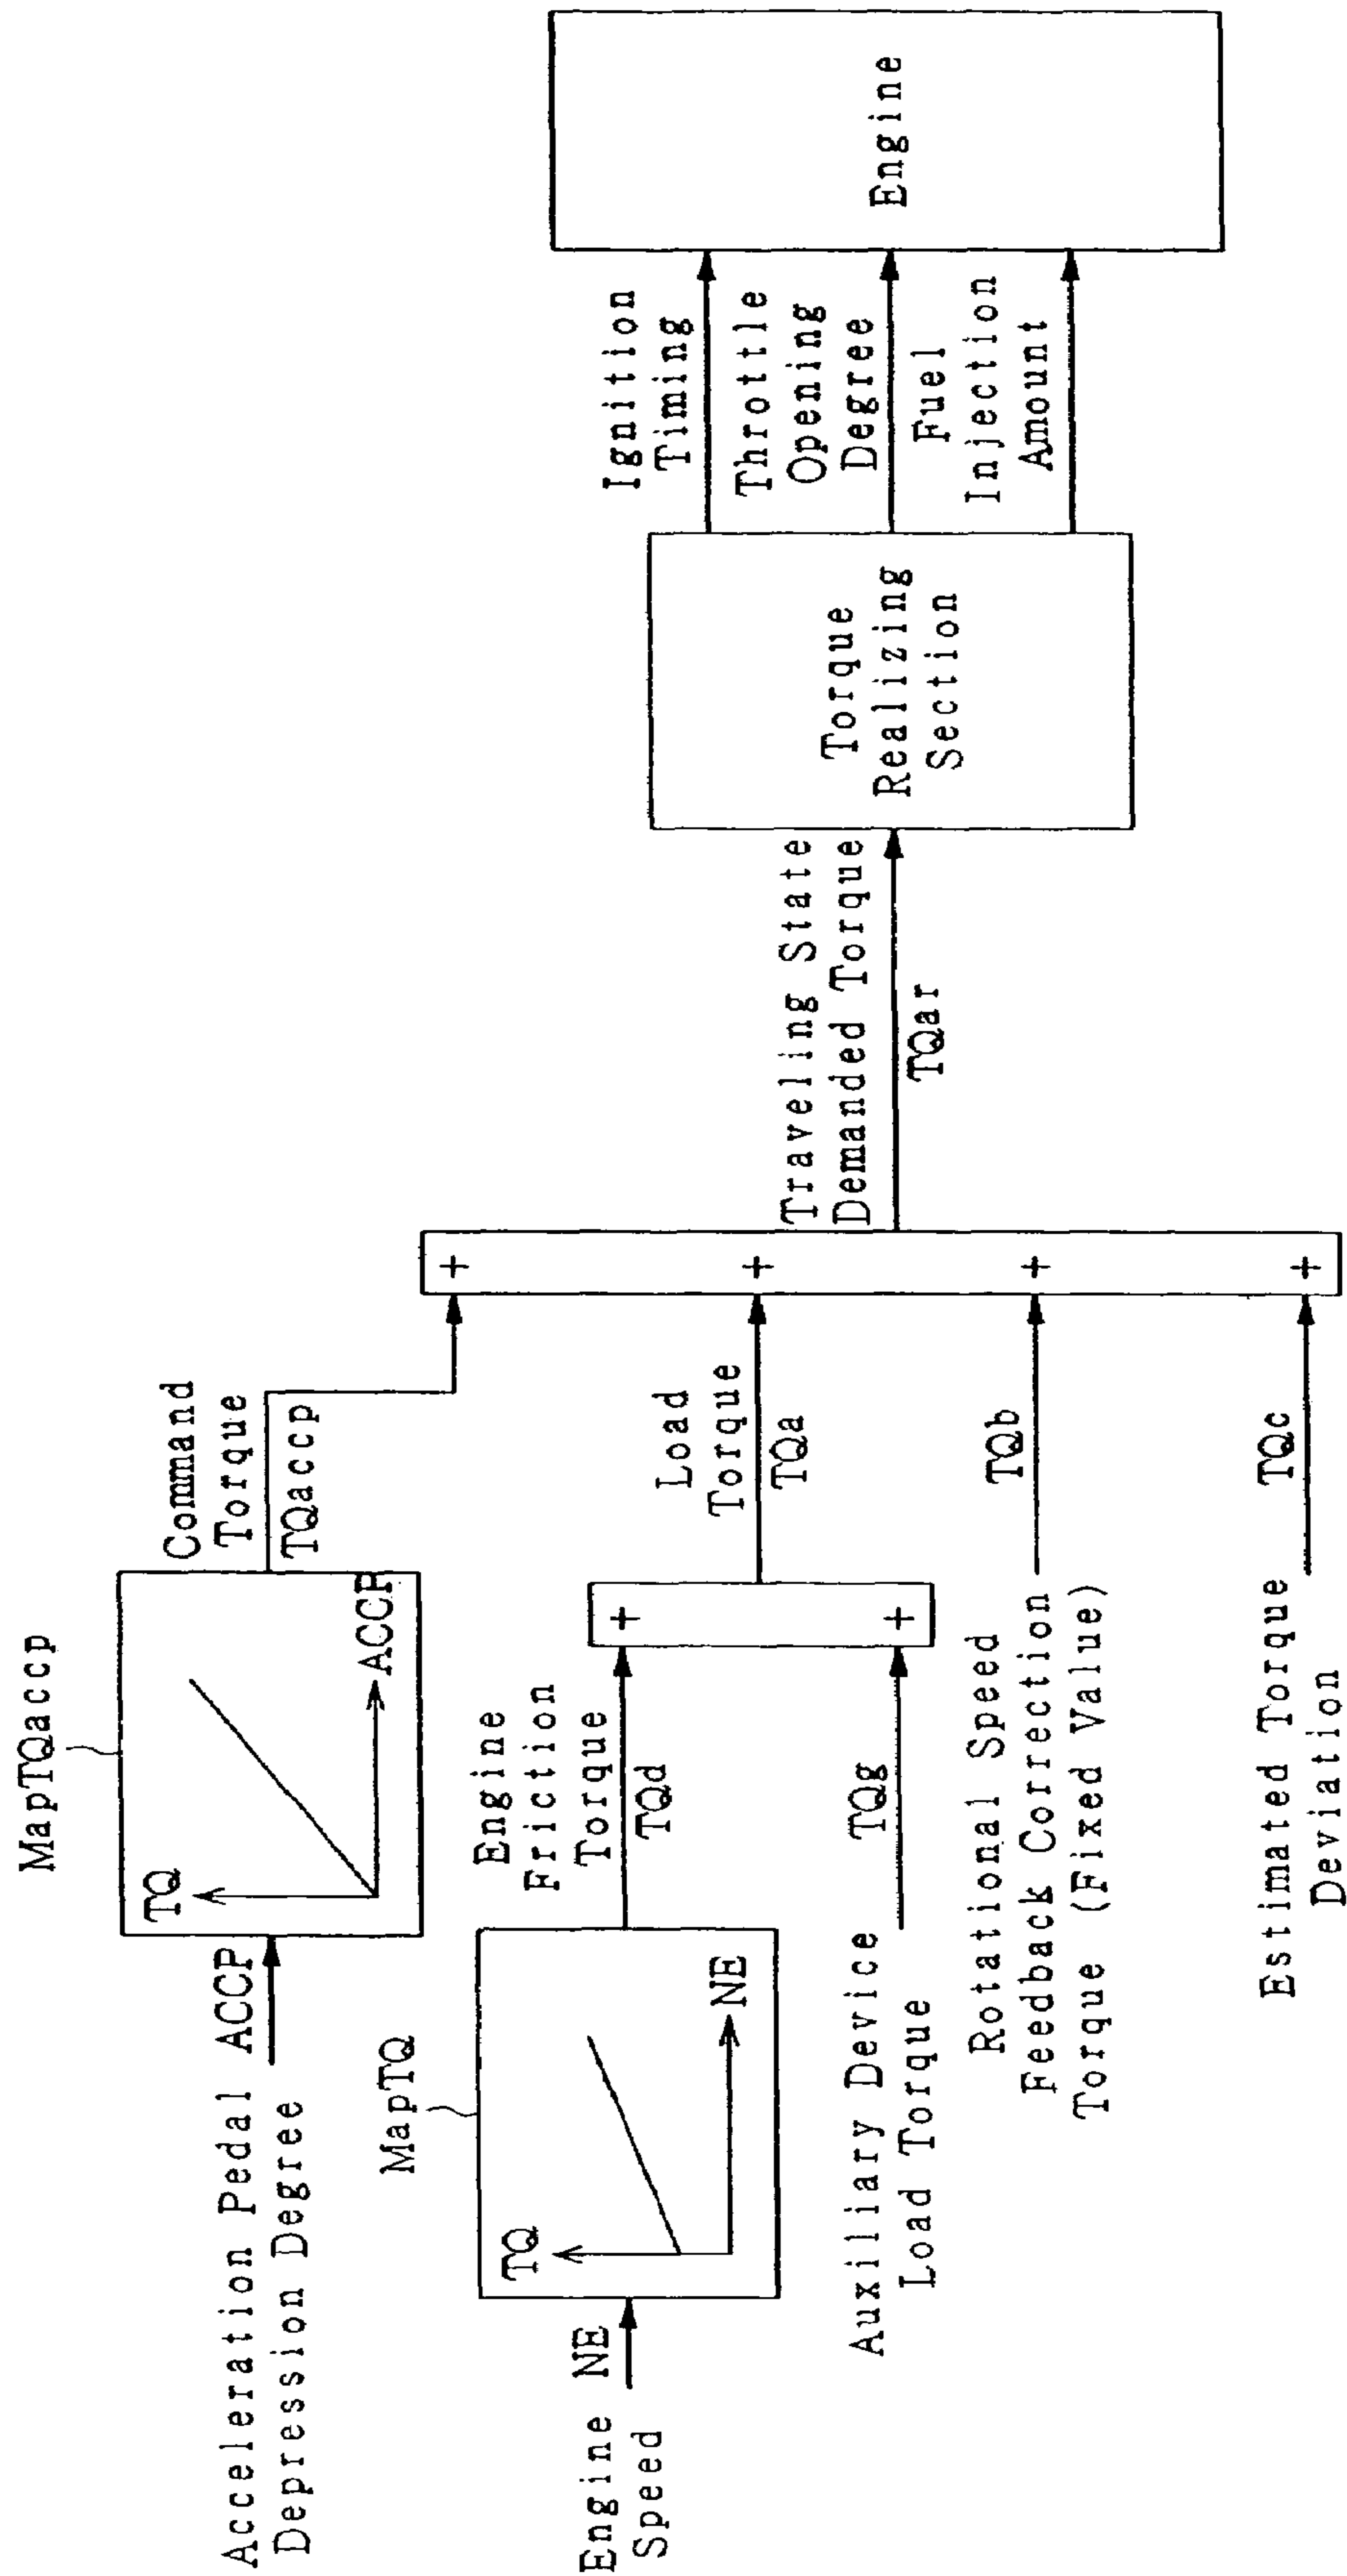 MapTQaccp
Acceleration Pedal
Depression Degree
ACCP
TQ
ACCP
Command
Torque
TQaccp
MapTQ
Engine
Speed
NE
TQ
NE
Engine
Friction
Torque
TQd
Auxiliary Device
Load Torque
TQg
+
+
Load
Torque
TQa
Rotational Speed
Feedback Correction
Torque (Fixed Value)
TQb
Estimated Torque
Deviation
TQc
+
+
+
+
Traveling State
Demanded Torque
TQar
Torque
Realizing
Section
Ignition
Timing
Throttle
Opening
Degree
Fuel
Injection
Amount
Engine